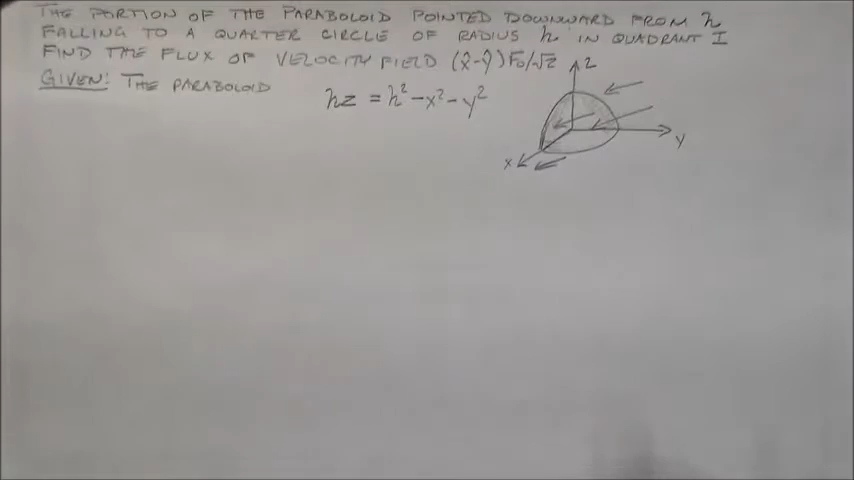 THE PORTION OF THE PARABOLOID POINTED DOWNWARD FROM h
FALLING TO A QUARTER CIRCLE OF RADIUS h IN QUADRANT I
FIND THE FLUX OF VELOCITY FIELD (x̂-ŷ)F₀/√z
GIVEN: THE PARABOLOID
hz = h² - x² - y²
z
y
x